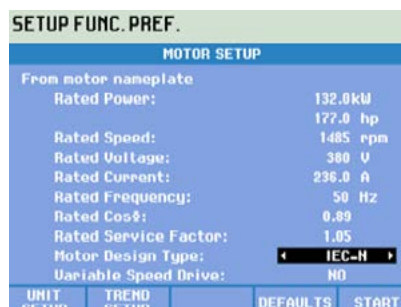 SETUP FUNC. PREF.
MOTOR SETUP
From motor nameplate
Rated Power: 132.0kW
177.0 hp
Rated Speed: 1485 rpm
Rated Voltage: 380 V
Rated Current: 236.0 A
Rated Frequency: 50 Hz
Rated CosΦ: 0.89
Rated Service Factor: 1.05
Motor Design Type: IEC-N
Variable Speed Drive: NO
UNIT TREND DEFAULTS START
SETUP SETUP